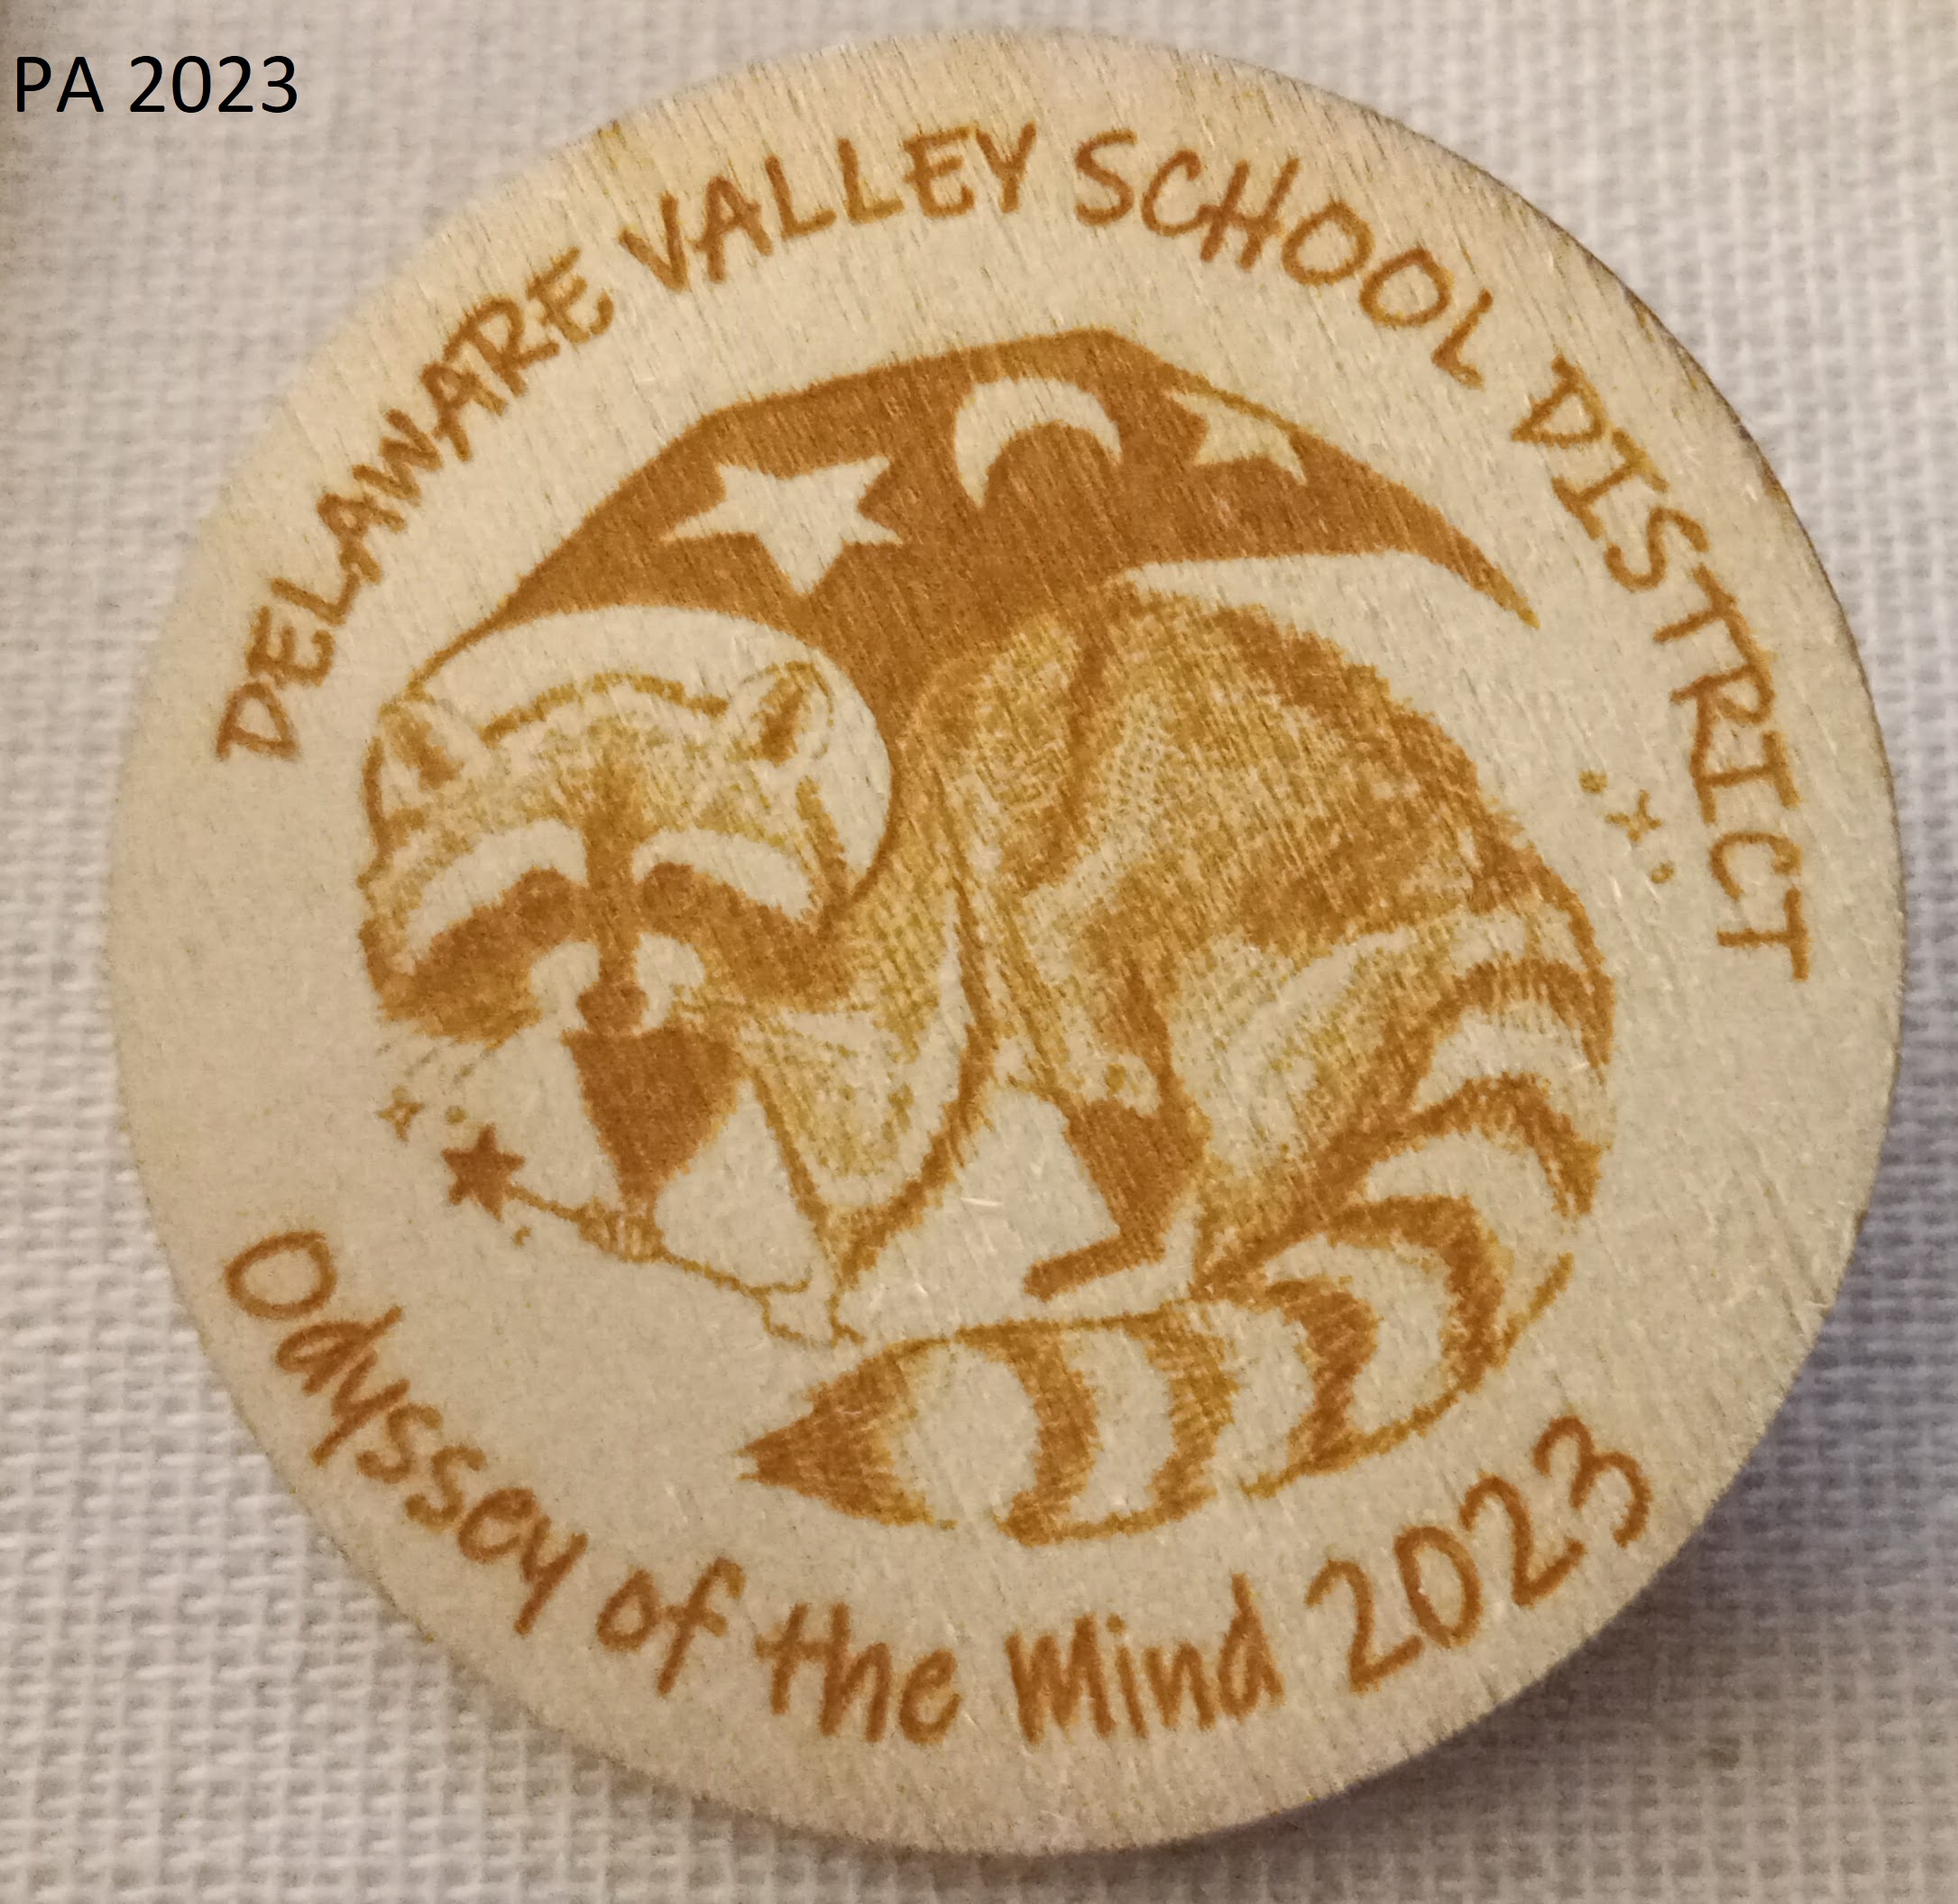 PA 2023
DELAWARE VALLEY SCHOOL DISTRICT
Odyssey of the Mind 2023